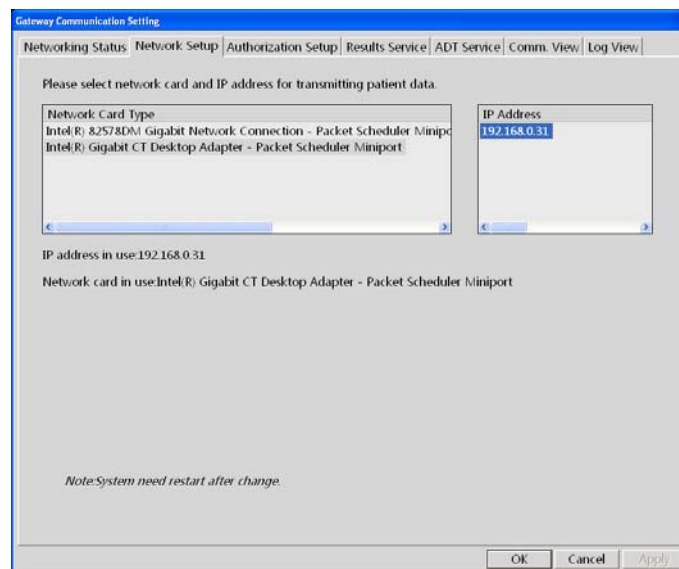 Gateway Communication Setting
Networking Status Network Setup Authorization Setup Results Service ADT Service Comm. View Log View
Please select network card and IP address for transmitting patient data.
Network Card Type IP Address
Intel(R) 82578DM Gigabit Network Connection - Packet Scheduler Minipo 192.168.0.31
Intel(R) Gigabit CT Desktop Adapter - Packet Scheduler Miniport
IP address in use:192.168.0.31
Network card in use:Intel(R) Gigabit CT Desktop Adapter - Packet Scheduler Miniport
Note:System need restart after change.
OK Cancel Apply